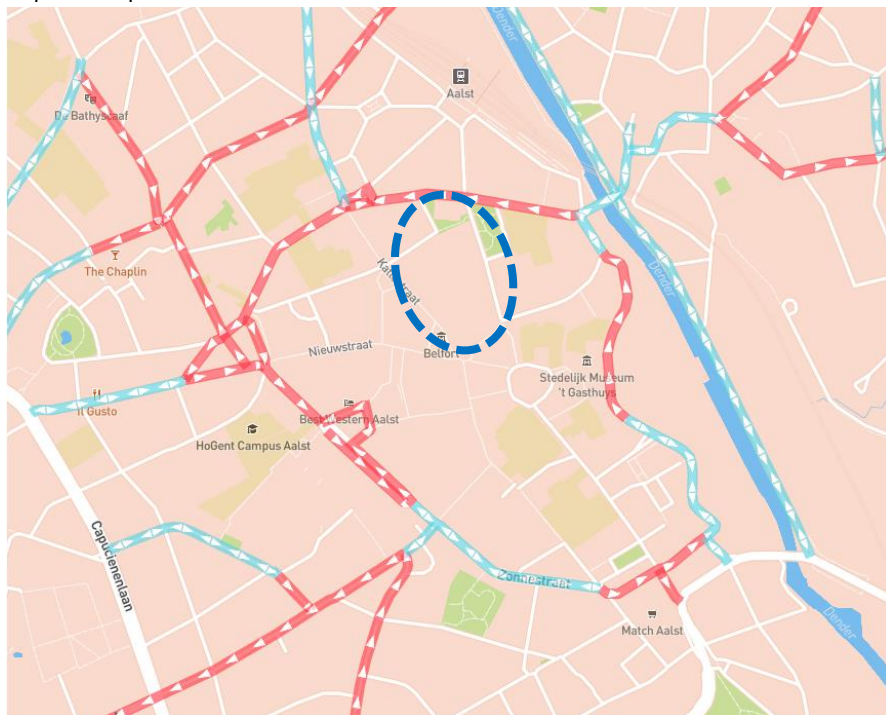 Dender
Aalst
De Bathyscaaf
The Chaplin
Kattestraat
Dender
Nieuwstraat
Belfort
Stedelijk Museum
't Gasthuys
Il Gusto
Best Western Aalst
HoGent Campus Aalst
Capucienenlaan
Zonnestraat
Match Aalst
Dender